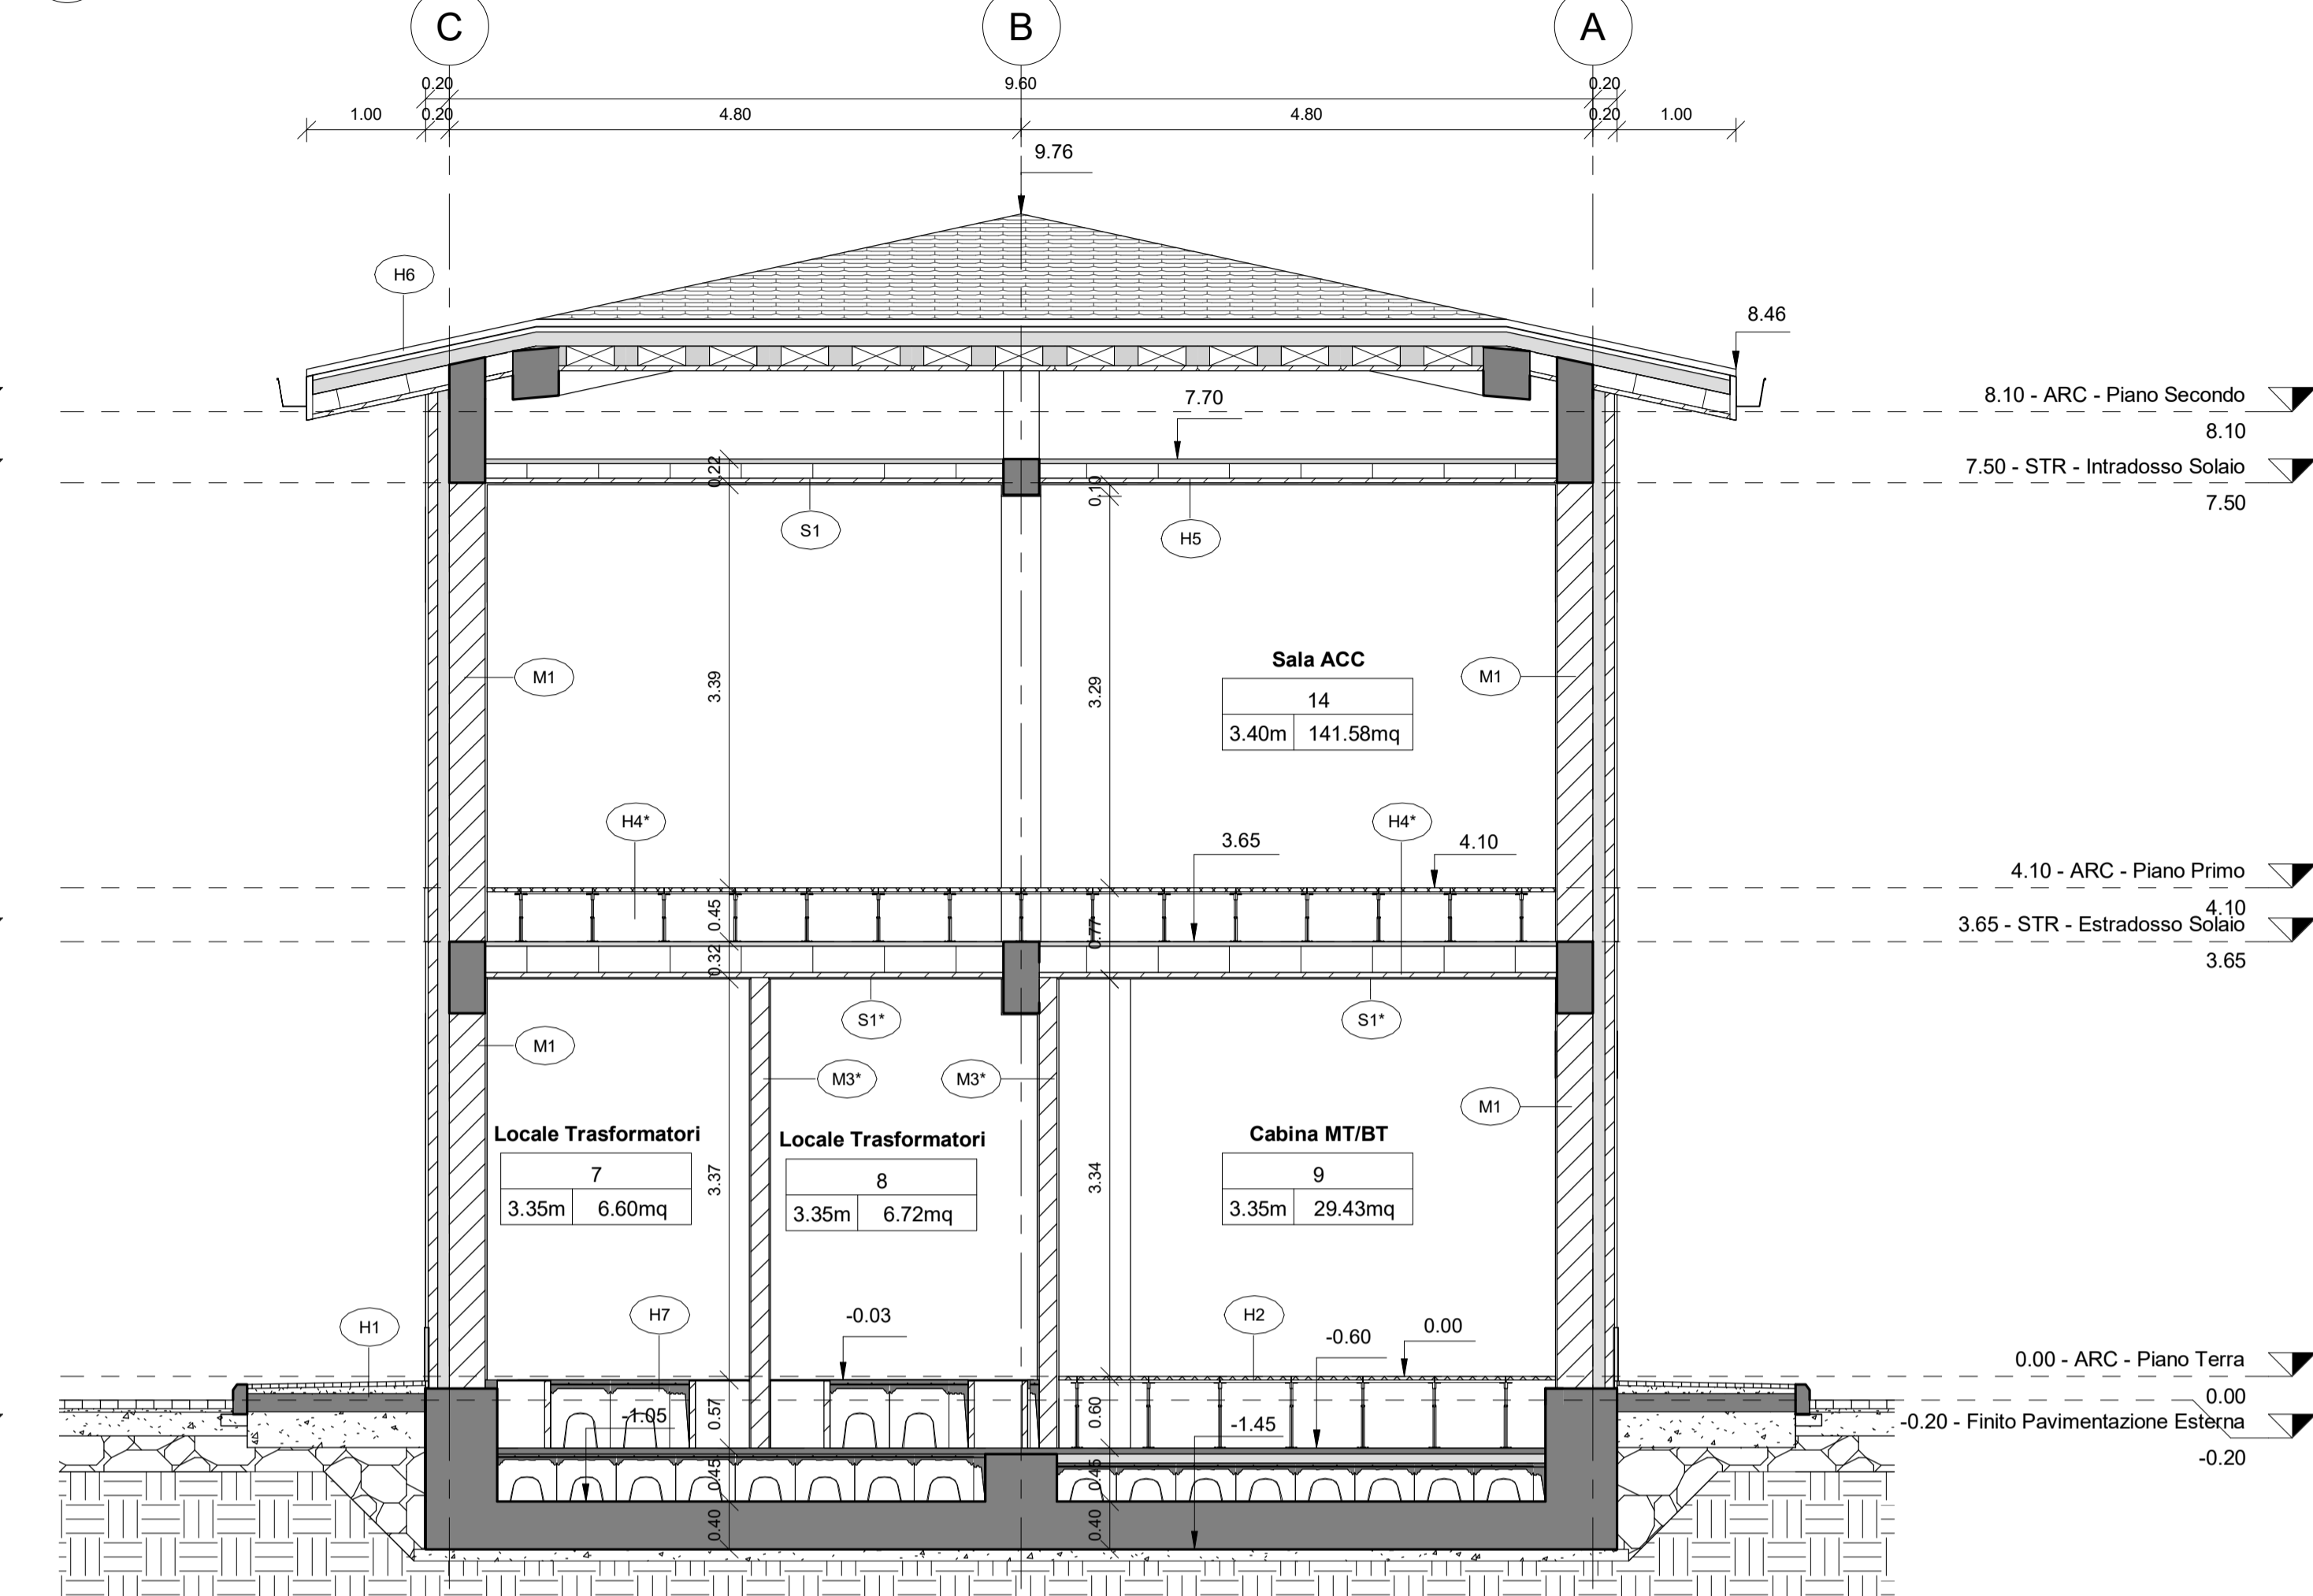 C B A
0.20 9.60 0.20
1.00 0.20 4.80 4.80 0.20 1.00
9.76
H6
8.46
7.70
8.10 - ARC - Piano Secondo
8.10
7.50 - STR - Intradosso Solaio
7.50
0.22
0.10
S1
H5
M1
3.39
3.29
Sala ACC
14
3.40m 141.58mq
M1
H4*
H4*
3.65
4.10
4.10 - ARC - Piano Primo
4.10
3.65 - STR - Estradosso Solaio
3.65
0.45
0.77
0.32
S1*
S1*
M1
M3*
M3*
M1
Locale Trasformatori
7
3.35m 6.60mq
3.37
Locale Trasformatori
8
3.35m 6.72mq
3.34
Cabina MT/BT
9
3.35m 29.43mq
H1
H7
-0.03
H2
-0.60
0.00
0.00 - ARC - Piano Terra
0.00
-0.20 - Finito Pavimentazione Esterna
-0.20
-1.05
0.57
0.60
-1.45
0.45
0.45
0.40
0.40